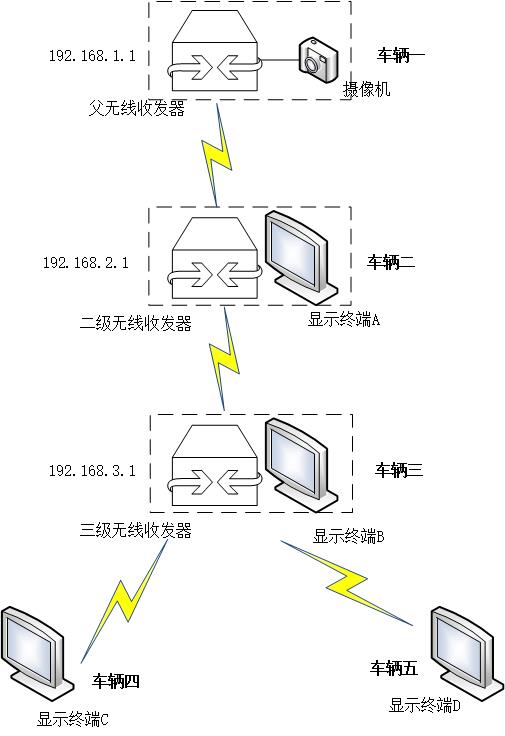 192.168.1.1
车辆一
摄像机
父无线收发器
192.168.2.1
车辆二
二级无线收发器
显示终端A
192.168.3.1
车辆三
三级无线收发器
显示终端B
车辆四
车辆五
显示终端C
显示终端D